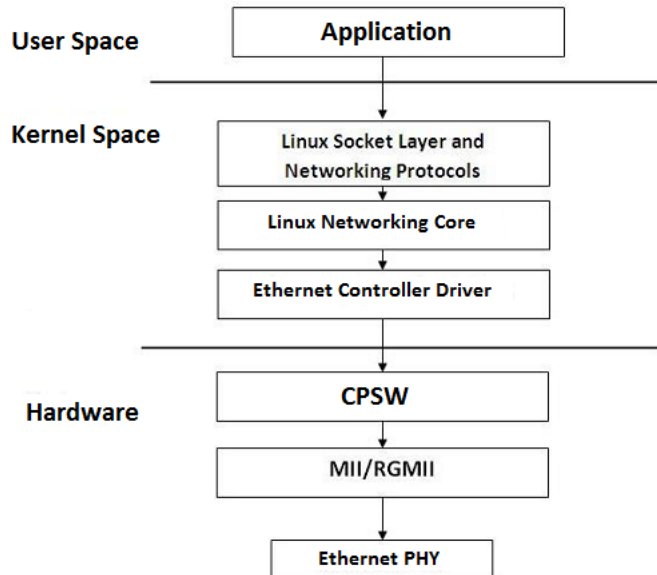 User Space
Application
Kernel Space
Linux Socket Layer and
Networking Protocols
Linux Networking Core
Ethernet Controller Driver
Hardware
CPSW
MII/RGMII
Ethernet PHY